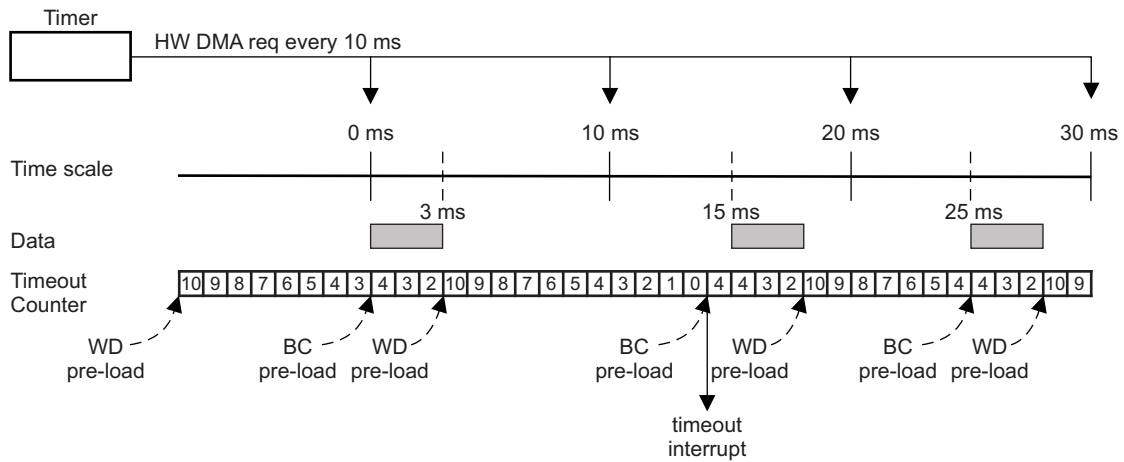 Timer
HW DMA req every 10 ms
0 ms
10 ms
20 ms
30 ms
Time scale
3 ms
15 ms
25 ms
Data
Timeout
Counter
10 9 8 7 6 5 4 3 4 3 2 10 9 8 7 6 5 4 3 2 1 0 4 4 3 2 10 9 8 7 6 5 4 4 3 2 10 9
WD
pre-load
BC
pre-load
WD
pre-load
BC
pre-load
WD
pre-load
BC
pre-load
WD
pre-load
timeout
interrupt